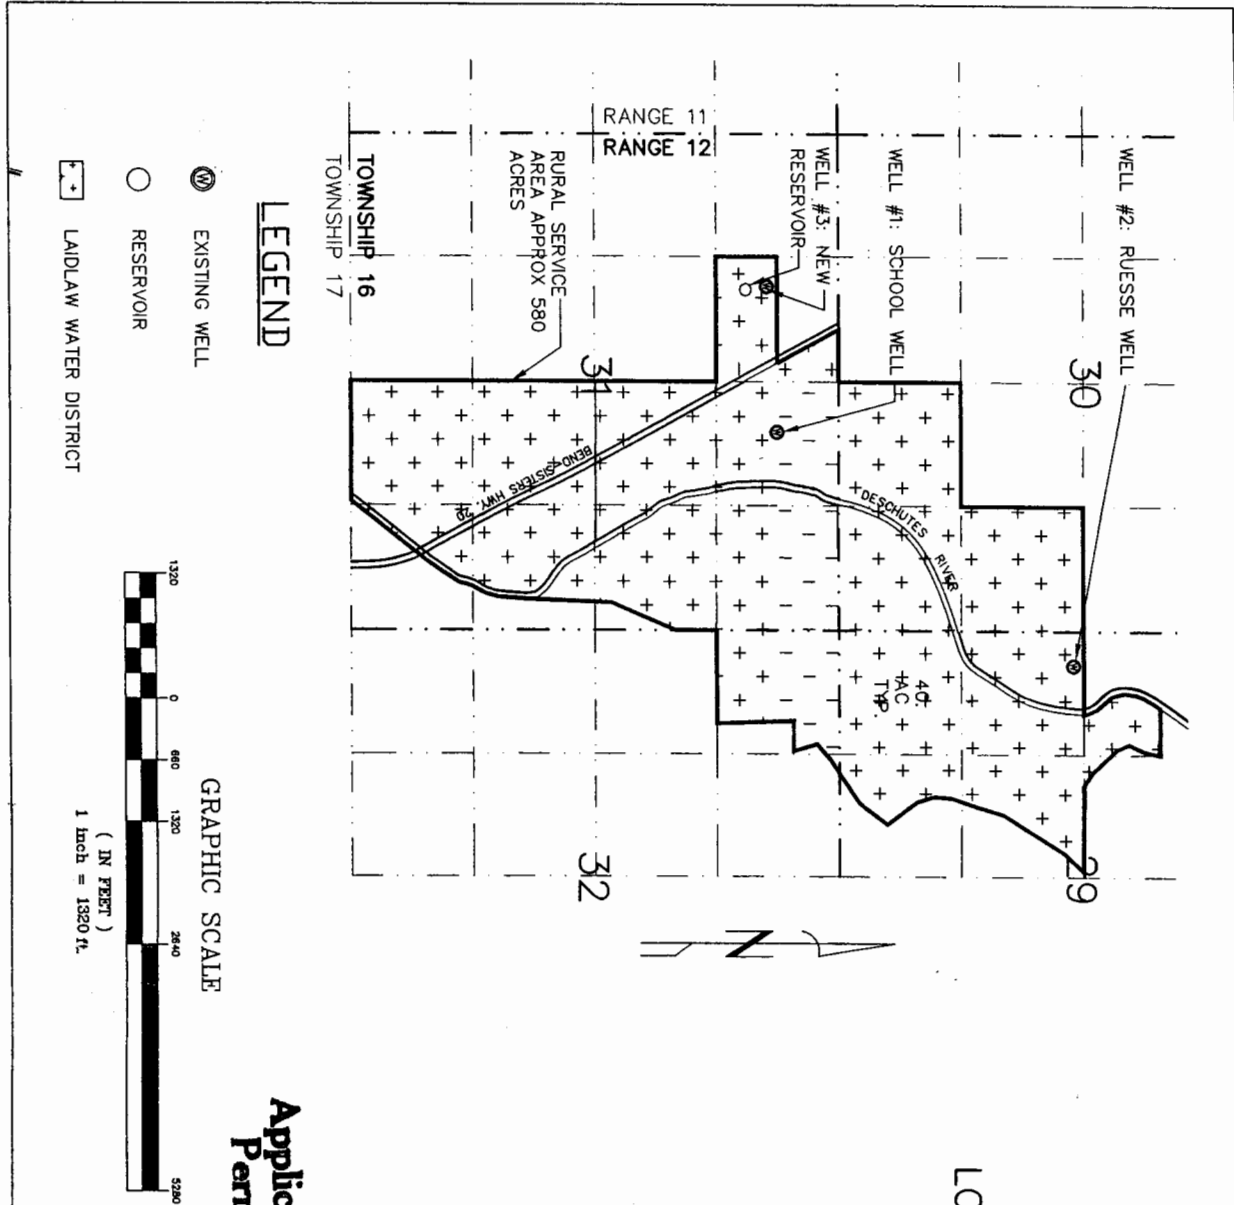 RANGE 11
RANGE 12
WELL #2: RUESSE WELL
WELL #1: SCHOOL WELL
WELL #3: NEW
RESERVOIR
RURAL SERVICE
AREA APPROX 580
ACRES
TOWNSHIP 16
TOWNSHIP 17
30
31
29
32
BEND-SISTERS HWY. 20
DESCHUTES RIVER
40.
AC
TYP.
N
LEGEND
W EXISTING WELL
RESERVOIR
LAIDLAW WATER DISTRICT
GRAPHIC SCALE
1320 0 660 1320 2640 5280
( IN FEET )
1 inch = 1320 ft.
Applic
Perm
LO